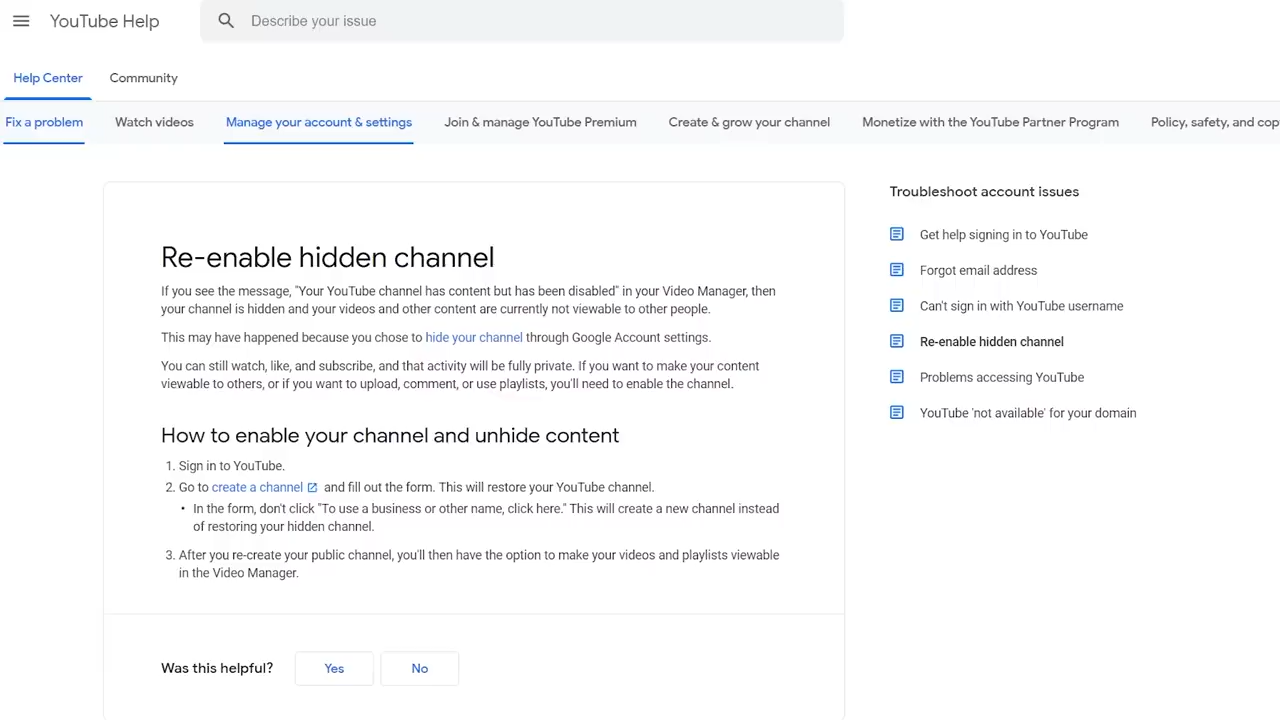 YouTube Help
Describe your issue
Help Center
Community
Fix a problem
Watch videos
Manage your account & settings
Join & manage YouTube Premium
Create & grow your channel
Monetize with the YouTube Partner Program
Policy, safety, and cop
Re-enable hidden channel
If you see the message, "Your YouTube channel has content but has been disabled" in your Video Manager, then
your channel is hidden and your videos and other content are currently not viewable to other people.
This may have happened because you chose to hide your channel through Google Account settings.
You can still watch, like, and subscribe, and that activity will be fully private. If you want to make your content
viewable to others, or if you want to upload, comment, or use playlists, you'll need to enable the channel.
How to enable your channel and unhide content
1. Sign in to YouTube.
2. Go to create a channel and fill out the form. This will restore your YouTube channel.
• In the form, don't click "To use a business or other name, click here." This will create a new channel instead
of restoring your hidden channel.
3. After you re-create your public channel, you'll then have the option to make your videos and playlists viewable
in the Video Manager.
Was this helpful?
Yes
No
Troubleshoot account issues
Get help signing in to YouTube
Forgot email address
Can't sign in with YouTube username
Re-enable hidden channel
Problems accessing YouTube
YouTube 'not available' for your domain